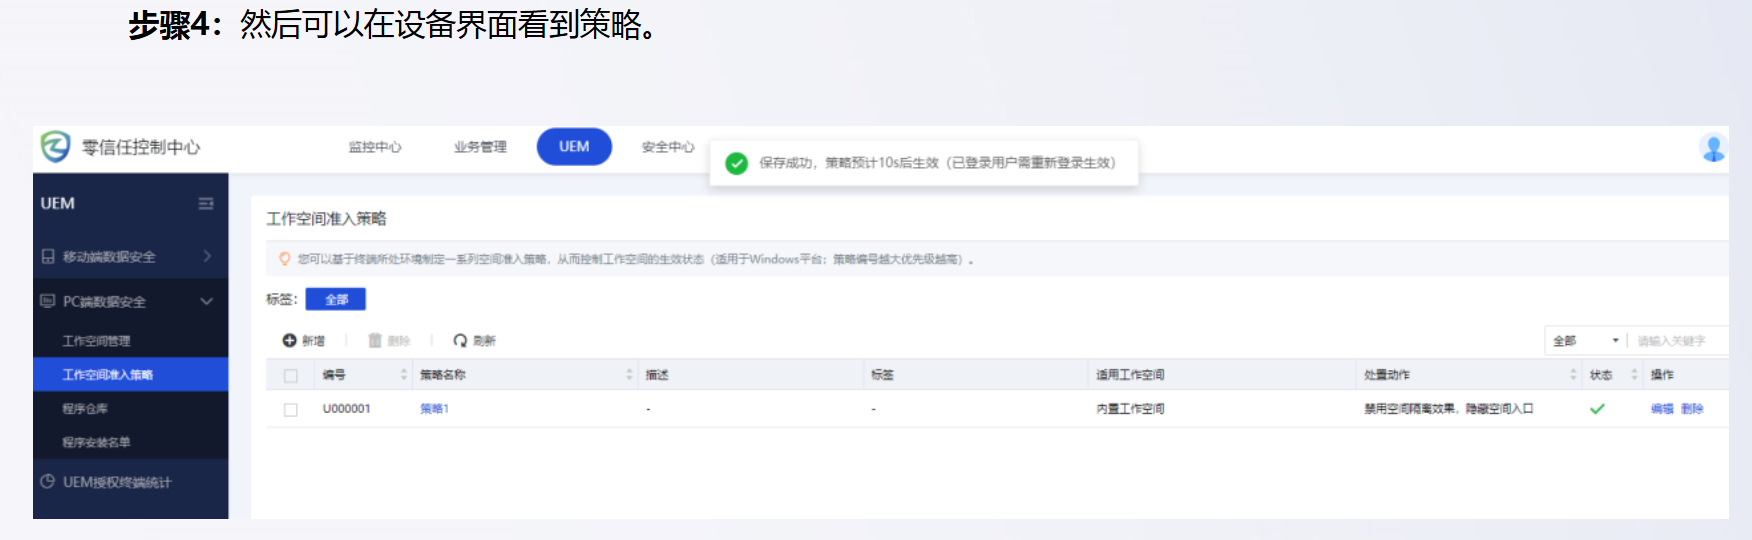 步骤4：然后可以在设备界面看到策略。
零信任控制中心 监控中心 业务管理 UEM 安全中心
保存成功，策略预计10s后生效（已登录用户需重新登录生效）
UEM
移动端数据安全
PC端数据安全
工作空间管理
工作空间准入策略
程序仓库
程序安装名单
UEM授权终端统计
工作空间准入策略
您可以基于终端所处环境制定一系列空间准入策略，从而控制工作空间的生效状态（适用于Windows平台；策略编号越大优先级越高）。
标签： 全部
新增 删除 刷新 全部 请输入关键字
编号 策略名称 描述 标签 适用工作空间 处置动作 状态 操作
U000001 策略1 - - 内置工作空间 禁用空间隔离效果，隐藏空间入口 编辑 删除